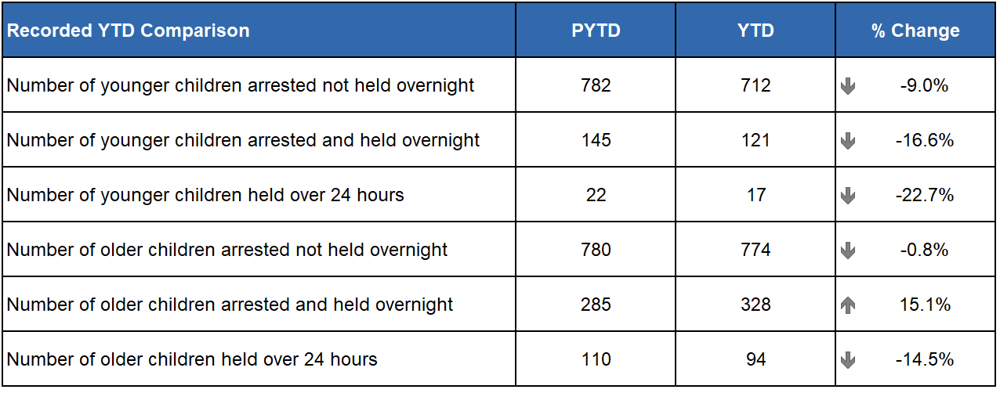 Recorded YTD Comparison PYTD YTD % Change
Number of younger children arrested not held overnight 782 712 -9.0%
Number of younger children arrested and held overnight 145 121 -16.6%
Number of younger children held over 24 hours 22 17 -22.7%
Number of older children arrested not held overnight 780 774 -0.8%
Number of older children arrested and held overnight 285 328 15.1%
Number of older children held over 24 hours 110 94 -14.5%